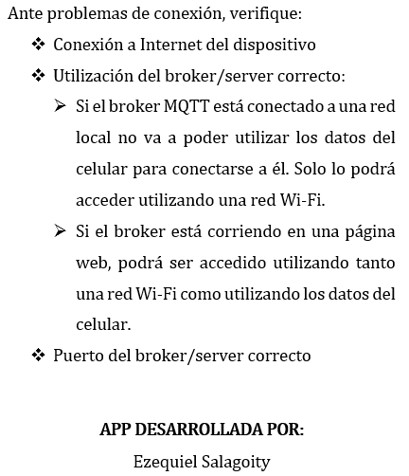 Ante problemas de conexión, verifique:
❖ Conexión a Internet del dispositivo
❖ Utilización del broker/server correcto:
➢ Si el broker MQTT está conectado a una red
local no va a poder utilizar los datos del
celular para conectarse a él. Solo lo podrá
acceder utilizando una red Wi-Fi.
➢ Si el broker está corriendo en una página
web, podrá ser accedido utilizando tanto
una red Wi-Fi como utilizando los datos del
celular.
❖ Puerto del broker/server correcto
APP DESARROLLADA POR:
Ezequiel Salagoity